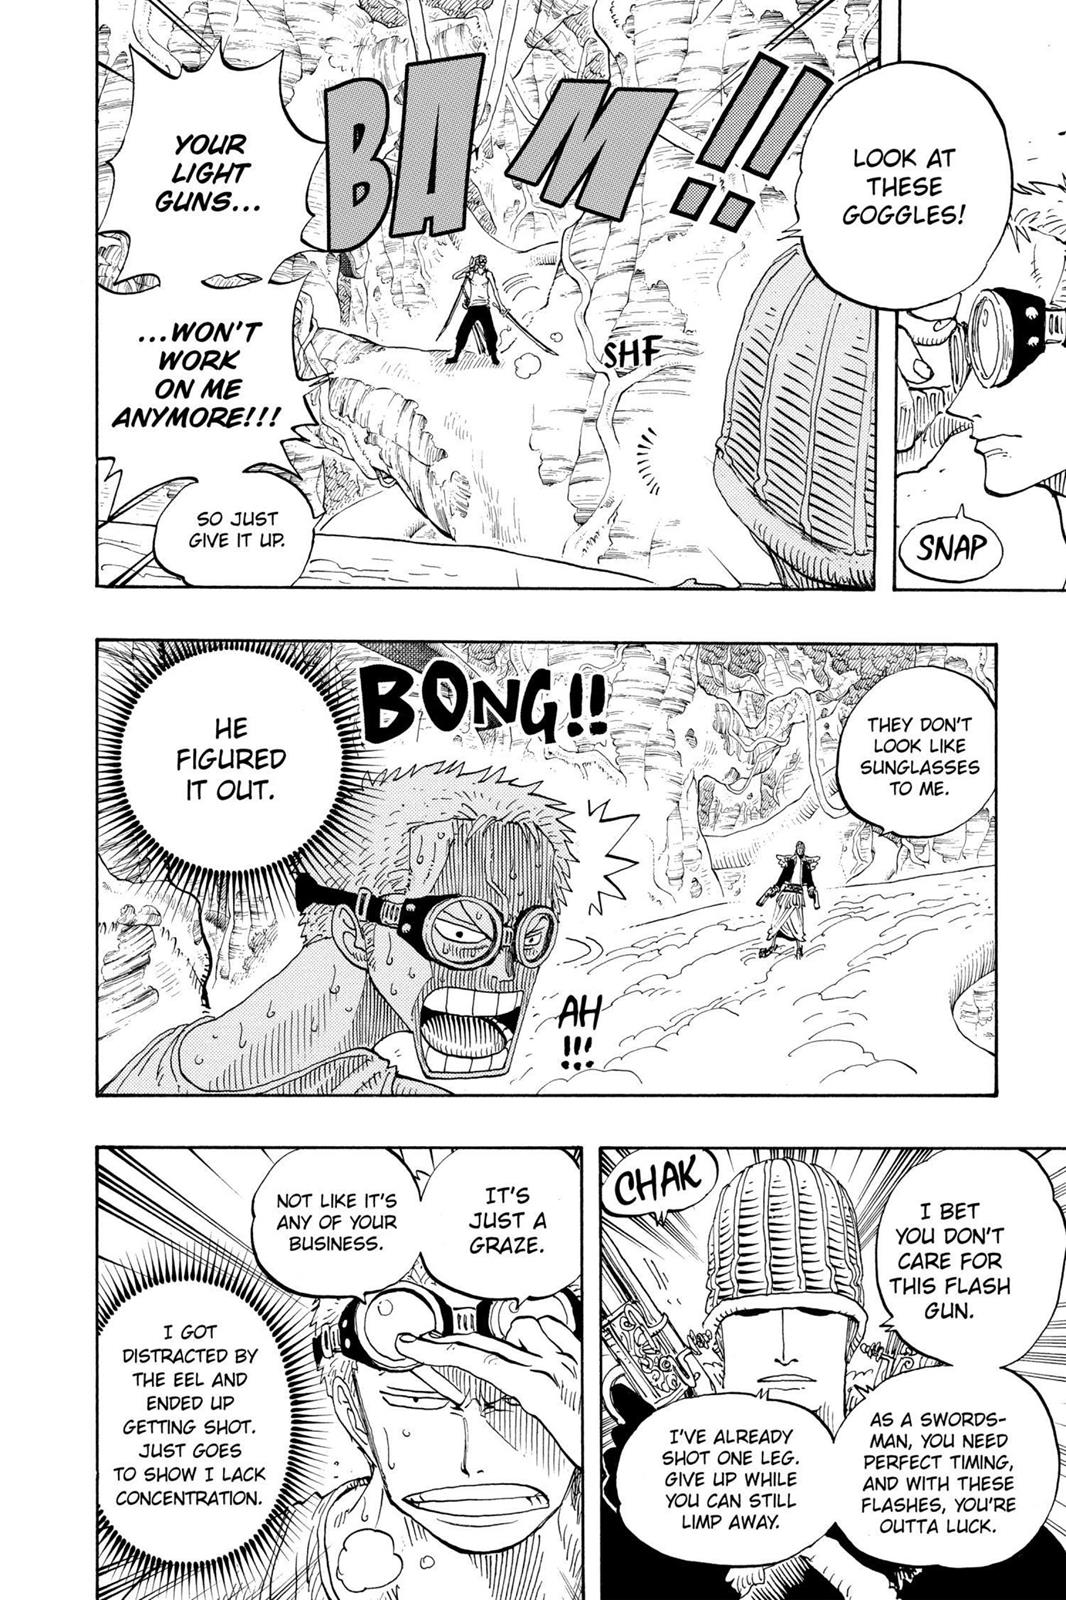 LOOK AT
THESE
GOGGLES!
SNAP
BAM!!
SHF
YOUR
LIGHT
GUNS...
...WON'T
WORK
ON ME
ANYMORE!!!
SO JUST
GIVE IT UP.
THEY DON'T
LOOK LIKE
SUNGLASSES
TO ME.
BONG!!
AH
!!!
HE
FIGURED
IT OUT.
I BET
YOU DON'T
CARE FOR
THIS FLASH
GUN.
CHAK
AS A SWORDS-
MAN, YOU NEED
PERFECT TIMING,
AND WITH THESE
FLASHES, YOU'RE
OUTTA LUCK.
I'VE ALREADY
SHOT ONE LEG.
GIVE UP WHILE
YOU CAN STILL
LIMP AWAY.
IT'S
JUST A
GRAZE.
NOT LIKE IT'S
ANY OF YOUR
BUSINESS.
I GOT
DISTRACTED BY
THE EEL AND
ENDED UP
GETTING SHOT.
JUST GOES
TO SHOW I LACK
CONCENTRATION.